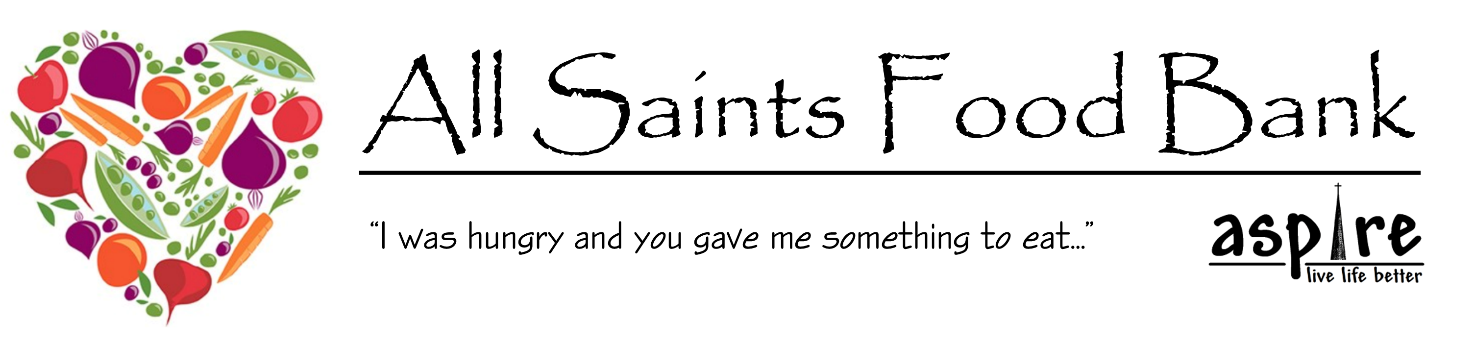 All Saints Food Bank
“I was hungry and you gave me something to eat...”
aspire
live life better